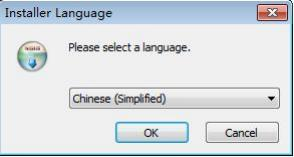 Installer Language
Please select a language.
Chinese (Simplified)
OK
Cancel